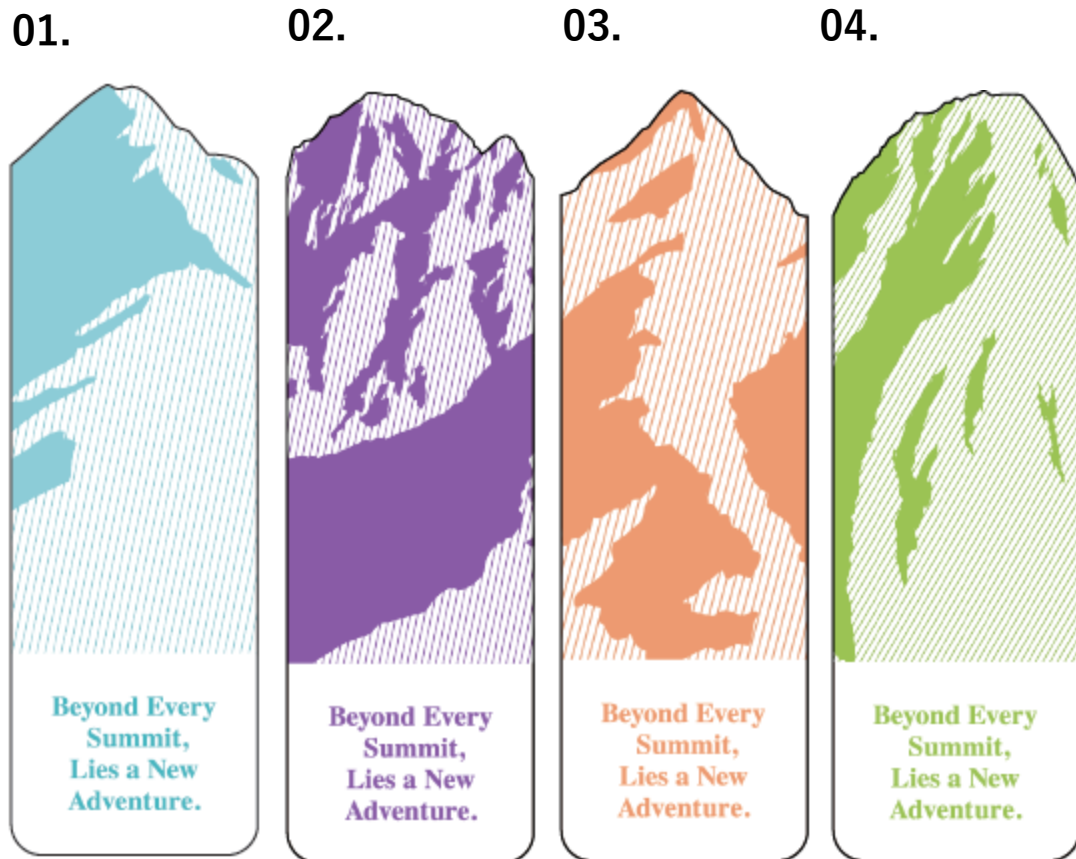 01.
02.
03.
04.
Beyond Every
Summit,
Lies a New
Adventure.
Beyond Every
Summit,
Lies a New
Adventure.
Beyond Every
Summit,
Lies a New
Adventure.
Beyond Every
Summit,
Lies a New
Adventure.